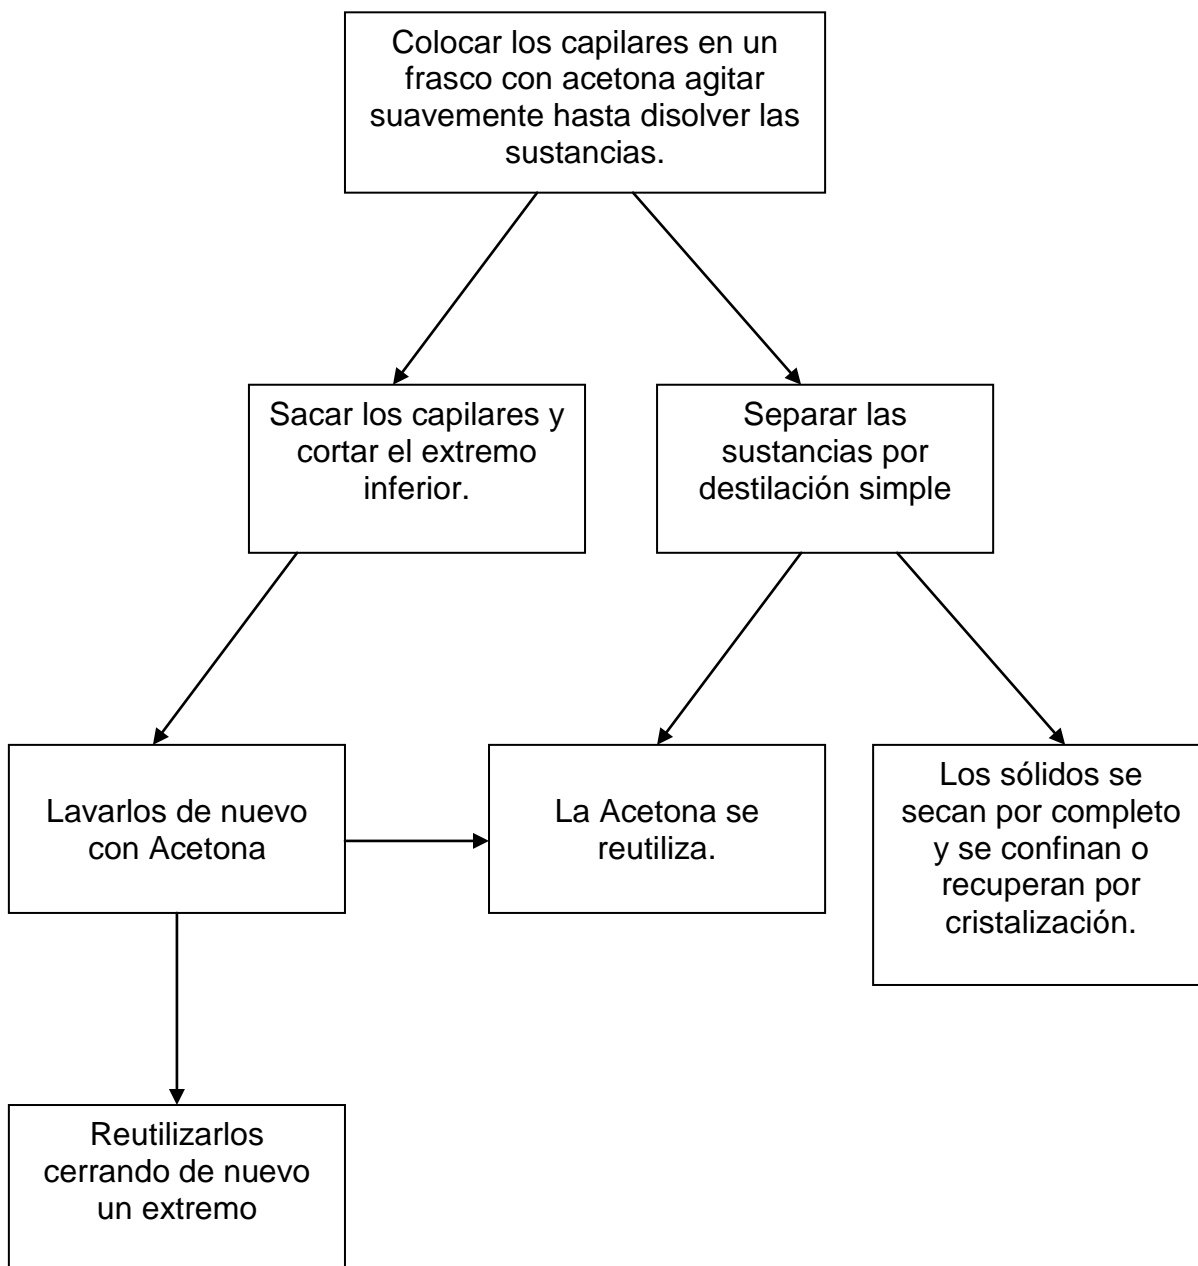 Colocar los capilares en un
frasco con acetona agitar
suavemente hasta disolver las
sustancias.
Sacar los capilares y
cortar el extremo
inferior.
Separar las
sustancias por
destilación simple
Lavarlos de nuevo
con Acetona
La Acetona se
reutiliza.
Los sólidos se
secan por completo
y se confinan o
recuperan por
cristalización.
Reutilizarlos
cerrando de nuevo
un extremo